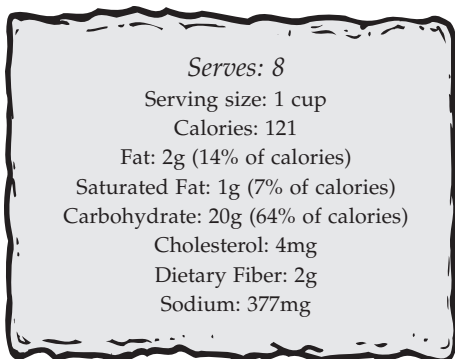 Serves: 8
Serving size: 1 cup
Calories: 121
Fat: 2g (14% of calories)
Saturated Fat: 1g (7% of calories)
Carbohydrate: 20g (64% of calories)
Cholesterol: 4mg
Dietary Fiber: 2g
Sodium: 377mg